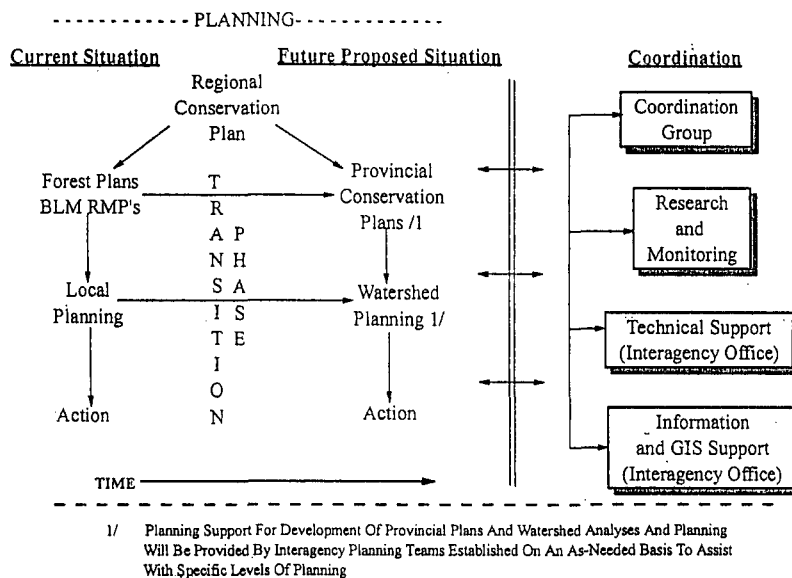 - - - - - - - - - - PLANNING- - - - - - - - - - -
Current Situation
Future Proposed Situation
Coordination
Regional
Conservation
Plan
Forest Plans
BLM RMP's
Provincial
Conservation
Plans /1
Local
Planning
Watershed
Planning 1/
Action
Action
TRANSITION
PHASE
TIME
Coordination
Group
Research
and
Monitoring
Technical Support
(Interagency Office)
Information
and GIS Support
(Interagency Office)
1/ Planning Support For Development Of Provincial Plans And Watershed Analyses And Planning
Will Be Provided By Interagency Planning Teams Established On An As-Needed Basis To Assist
With Specific Levels Of Planning